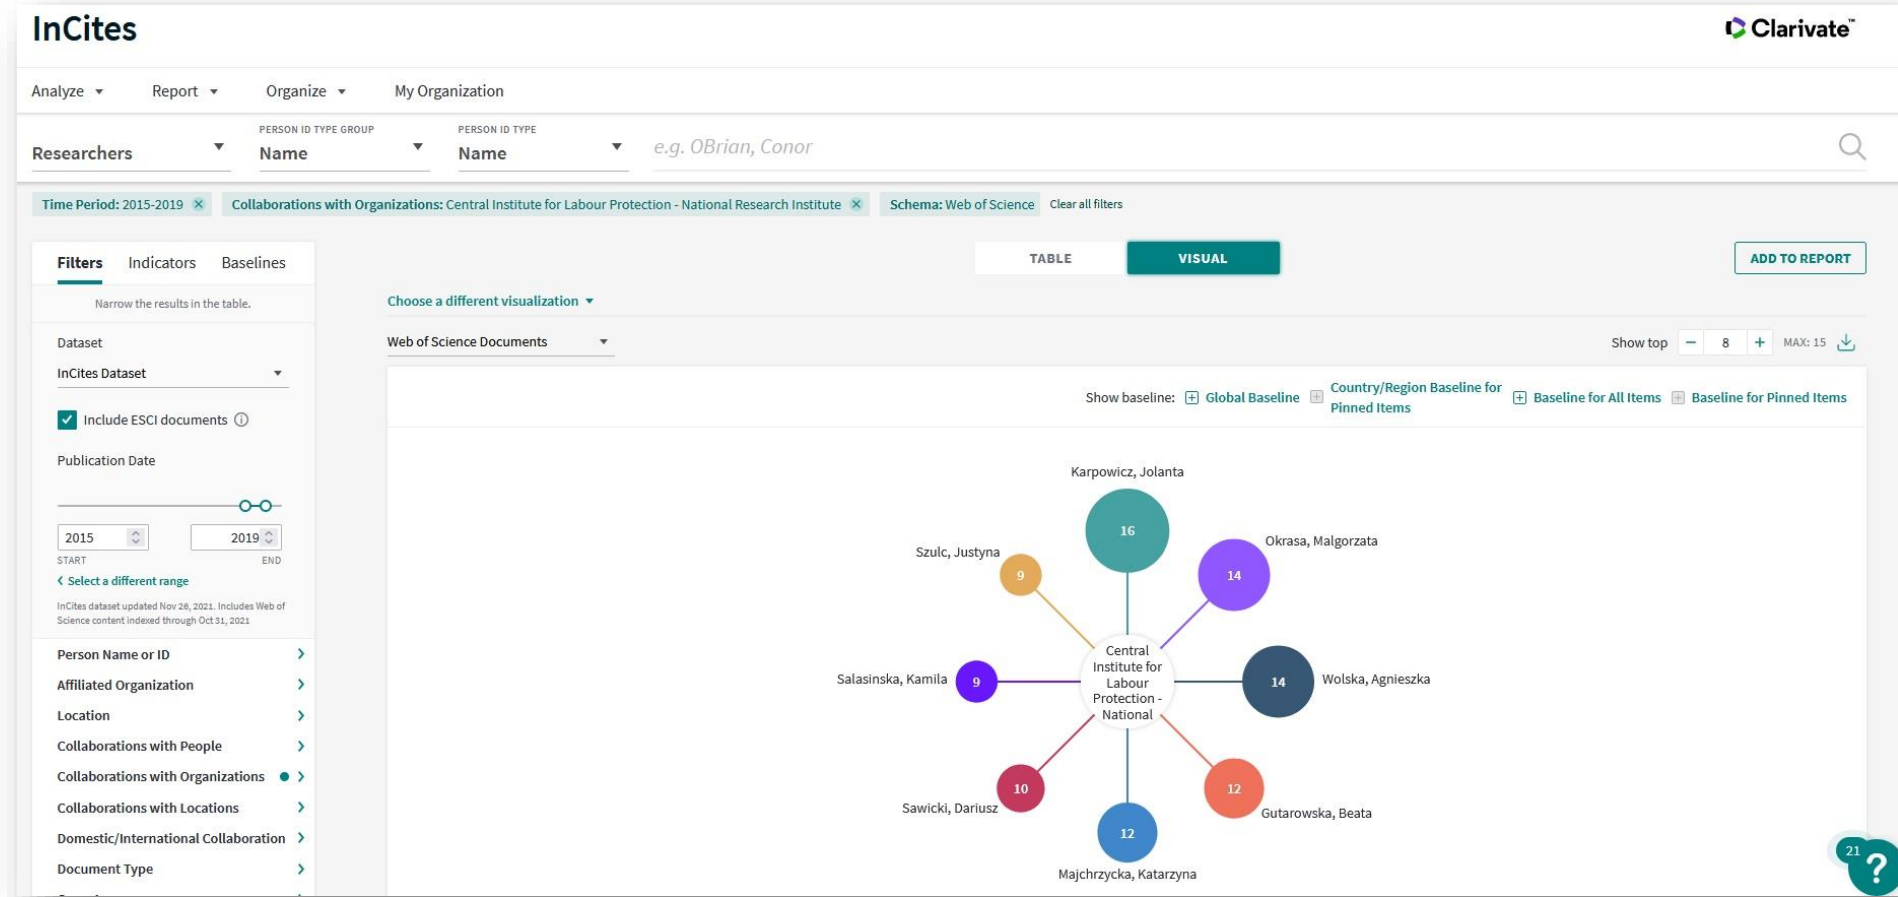 InCites
Clarivate™
Analyze Report Organize My Organization
Researchers
PERSON ID TYPE GROUP
Name
PERSON ID TYPE
Name
e.g. OBrian, Conor
Time Period: 2015-2019 Collaborations with Organizations: Central Institute for Labour Protection - National Research Institute Schema: Web of Science Clear all filters
Filters Indicators Baselines
Narrow the results in the table.
Dataset
InCites Dataset
Include ESCI documents
Publication Date
2015 2019
START END
Select a different range
InCites dataset updated Nov 26, 2021. Includes Web of
Science content indexed through Oct 31, 2021
Person Name or ID
Affiliated Organization
Location
Collaborations with People
Collaborations with Organizations
Collaborations with Locations
Domestic/International Collaboration
Document Type
TABLE VISUAL
ADD TO REPORT
Choose a different visualization
Web of Science Documents
Show top - 8 + MAX: 15
Show baseline: Global Baseline
Country/Region Baseline for
Pinned Items
Baseline for All Items
Baseline for Pinned Items
Karpowicz, Jolanta
16
Okrasa, Malgorzata
14
Szulc, Justyna
9
Central
Institute for
Labour
Protection -
National
Salasinska, Kamila
9
14
Wolska, Agnieszka
10
Sawicki, Dariusz
12
Gutarowska, Beata
12
Majchrzycka, Katarzyna
21
?